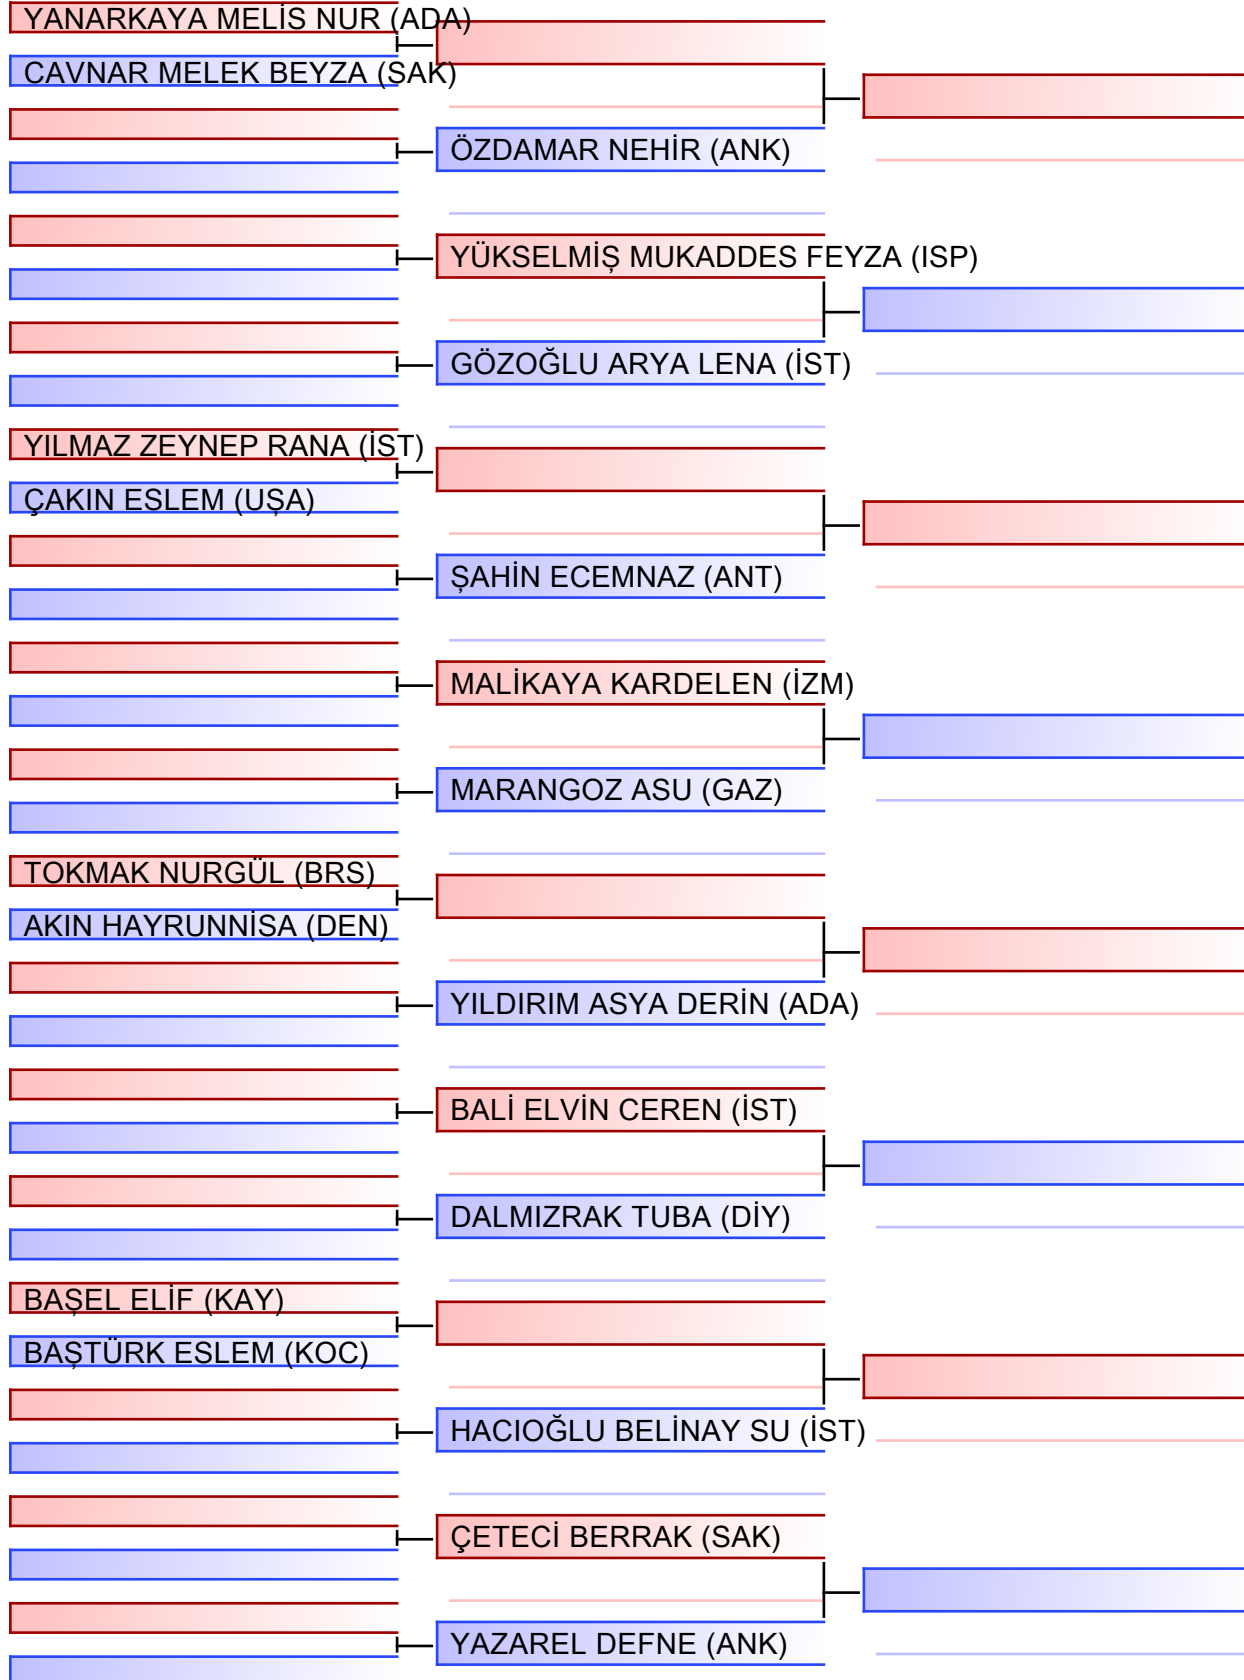 YANARKAYA MELİS NUR (ADA)
CAVNAR MELEK BEYZA (SAK)
ÖZDAMAR NEHİR (ANK)
YÜKSELMİŞ MUKADDES FEYZA (ISP)
GÖZOĞLU ARYA LENA (İST)
YILMAZ ZEYNEP RANA (İST)
ÇAKIN ESLEM (UŞA)
ŞAHİN ECEMNAZ (ANT)
MALİKAYA KARDELEN (İZM)
MARANGOZ ASU (GAZ)
TOKMAK NURGÜL (BRS)
AKIN HAYRUNNİSA (DEN)
YILDIRIM ASYA DERİN (ADA)
BALİ ELVİN CEREN (İST)
DALMIZRAK TUBA (DİY)
BAŞEL ELİF (KAY)
BAŞTÜRK ESLEM (KOC)
HACIOĞLU BELİNAY SU (İST)
ÇETECİ BERRAK (SAK)
YAZAREL DEFNE (ANK)